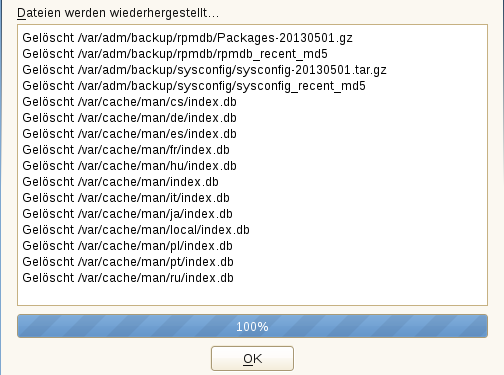 Dateien werden wiederhergestellt...
Gelöscht /var/adm/backup/rpmdb/Packages-20130501.gz
Gelöscht /var/adm/backup/rpmdb/rpmdb_recent_md5
Gelöscht /var/adm/backup/sysconfig/sysconfig-20130501.tar.gz
Gelöscht /var/adm/backup/sysconfig/sysconfig_recent_md5
Gelöscht /var/cache/man/cs/index.db
Gelöscht /var/cache/man/de/index.db
Gelöscht /var/cache/man/es/index.db
Gelöscht /var/cache/man/fr/index.db
Gelöscht /var/cache/man/hu/index.db
Gelöscht /var/cache/man/index.db
Gelöscht /var/cache/man/it/index.db
Gelöscht /var/cache/man/ja/index.db
Gelöscht /var/cache/man/local/index.db
Gelöscht /var/cache/man/pl/index.db
Gelöscht /var/cache/man/pt/index.db
Gelöscht /var/cache/man/ru/index.db
100%
OK